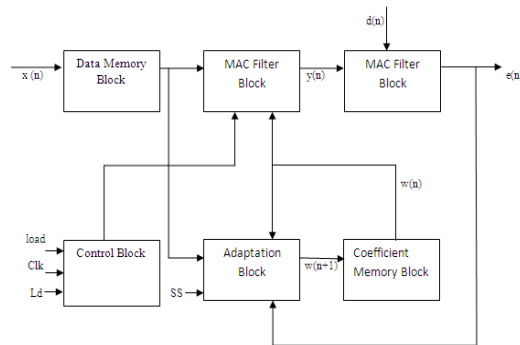 d(n)
Data Memory
Block
MAC Filter
Block
MAC Filter
Block
x (n)
y(n)
e(n
w(n)
load
Clk
Ld
Control Block
SS
Adaptation
Block
w(n+1)
Coefficient
Memory Block